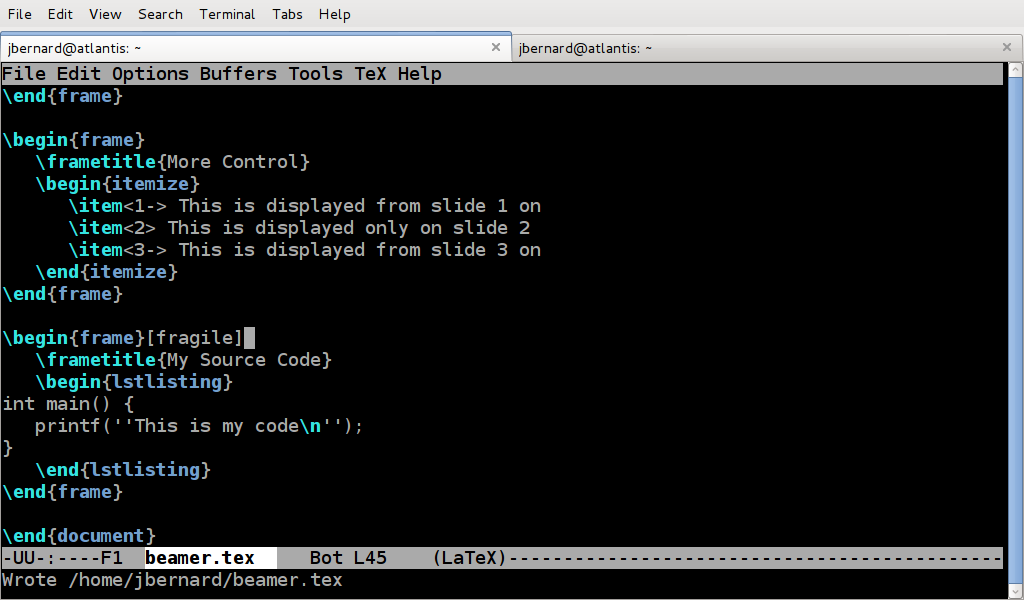 File Edit View Search Terminal Tabs Help
jbernard@atlantis: ~ × jbernard@atlantis: ~ ×
File Edit Options Buffers Tools TeX Help
\end{frame}

\begin{frame}
   \frametitle{More Control}
   \begin{itemize}
      \item<1-> This is displayed from slide 1 on
      \item<2> This is displayed only on slide 2
      \item<3-> This is displayed from slide 3 on
   \end{itemize}
\end{frame}

\begin{frame}[fragile]
   \frametitle{My Source Code}
   \begin{lstlisting}
int main() {
   printf(''This is my code\n'');
}
   \end{lstlisting}
\end{frame}

\end{document}
-UU-:----F1  beamer.tex     Bot L45    (LaTeX)---------------------------------------------
Wrote /home/jbernard/beamer.tex